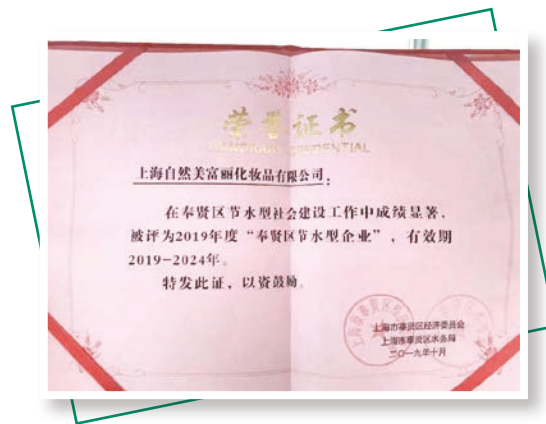 荣誉证书
HONORARY CREDENTIAL
上海自然美富丽化妆品有限公司：
在奉贤区节水型社会建设工作中成绩显著，
被评为2019年度“奉贤区节水型企业”，有效期
2019-2024年。
特发此证，以资鼓励。
上海市奉贤区经济委员会
上海市奉贤区水务局
二〇一九年十月